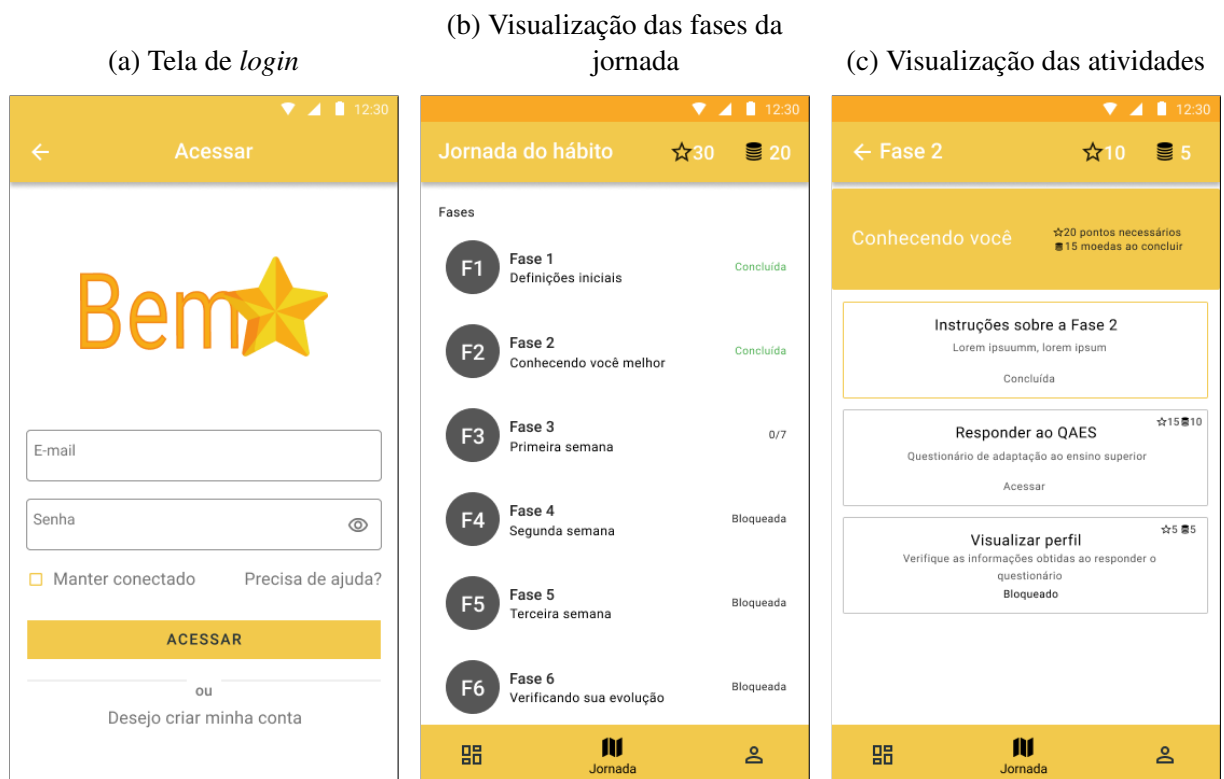 (a) Tela de login
12:30
Acessar
Bem
E-mail
Senha
Manter conectado Precisa de ajuda?
ACESSAR
ou
Desejo criar minha conta
(b) Visualização das fases da
jornada
12:30
Jornada do hábito 30 20
Fases
F1 Fase 1
Definições iniciais
Concluída
F2 Fase 2
Conhecendo você melhor
Concluída
F3 Fase 3
Primeira semana
0/7
F4 Fase 4
Segunda semana
Bloqueada
F5 Fase 5
Terceira semana
Bloqueada
F6 Fase 6
Verificando sua evolução
Bloqueada
Jornada
(c) Visualização das atividades
12:30
Fase 2 10 5
Conhecendo você
20 pontos necessários
15 moedas ao concluir
Instruções sobre a Fase 2
Lorem ipsuumm, lorem ipsum
Concluída
15 10
Responder ao QAES
Questionário de adaptação ao ensino superior
Acessar
5 5
Visualizar perfil
Verifique as informações obtidas ao responder o
questionário
Bloqueado
Jornada